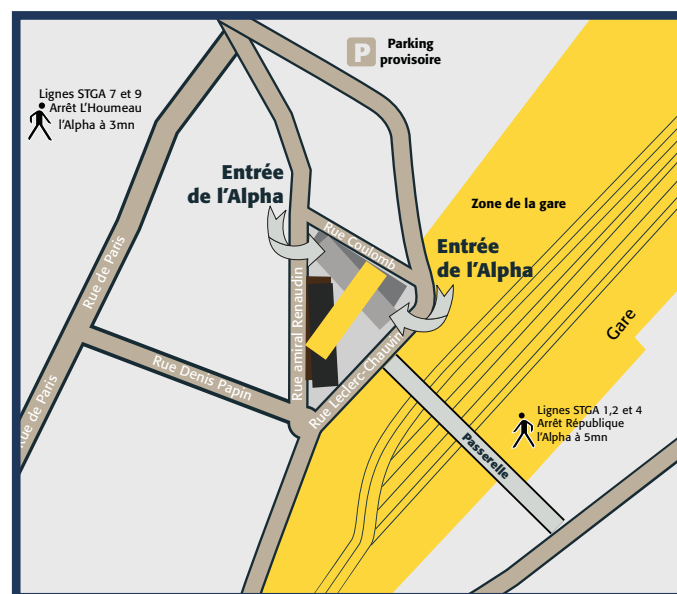 P
Parking
provisoire
Lignes STGA 7 et 9
Arrêt L'Houmeau
l'Alpha à 3mn
Entrée
de l'Alpha
Zone de la gare
Rue Coulomb
Entrée
de l'Alpha
Rue de Paris
Rue amiral Renaudin
Gare
Rue Denis Papin
Rue Leclerc-Chauvin
Rue de Paris
Lignes STGA 1,2 et 4
Arrêt République
l'Alpha à 5mn
Passerelle